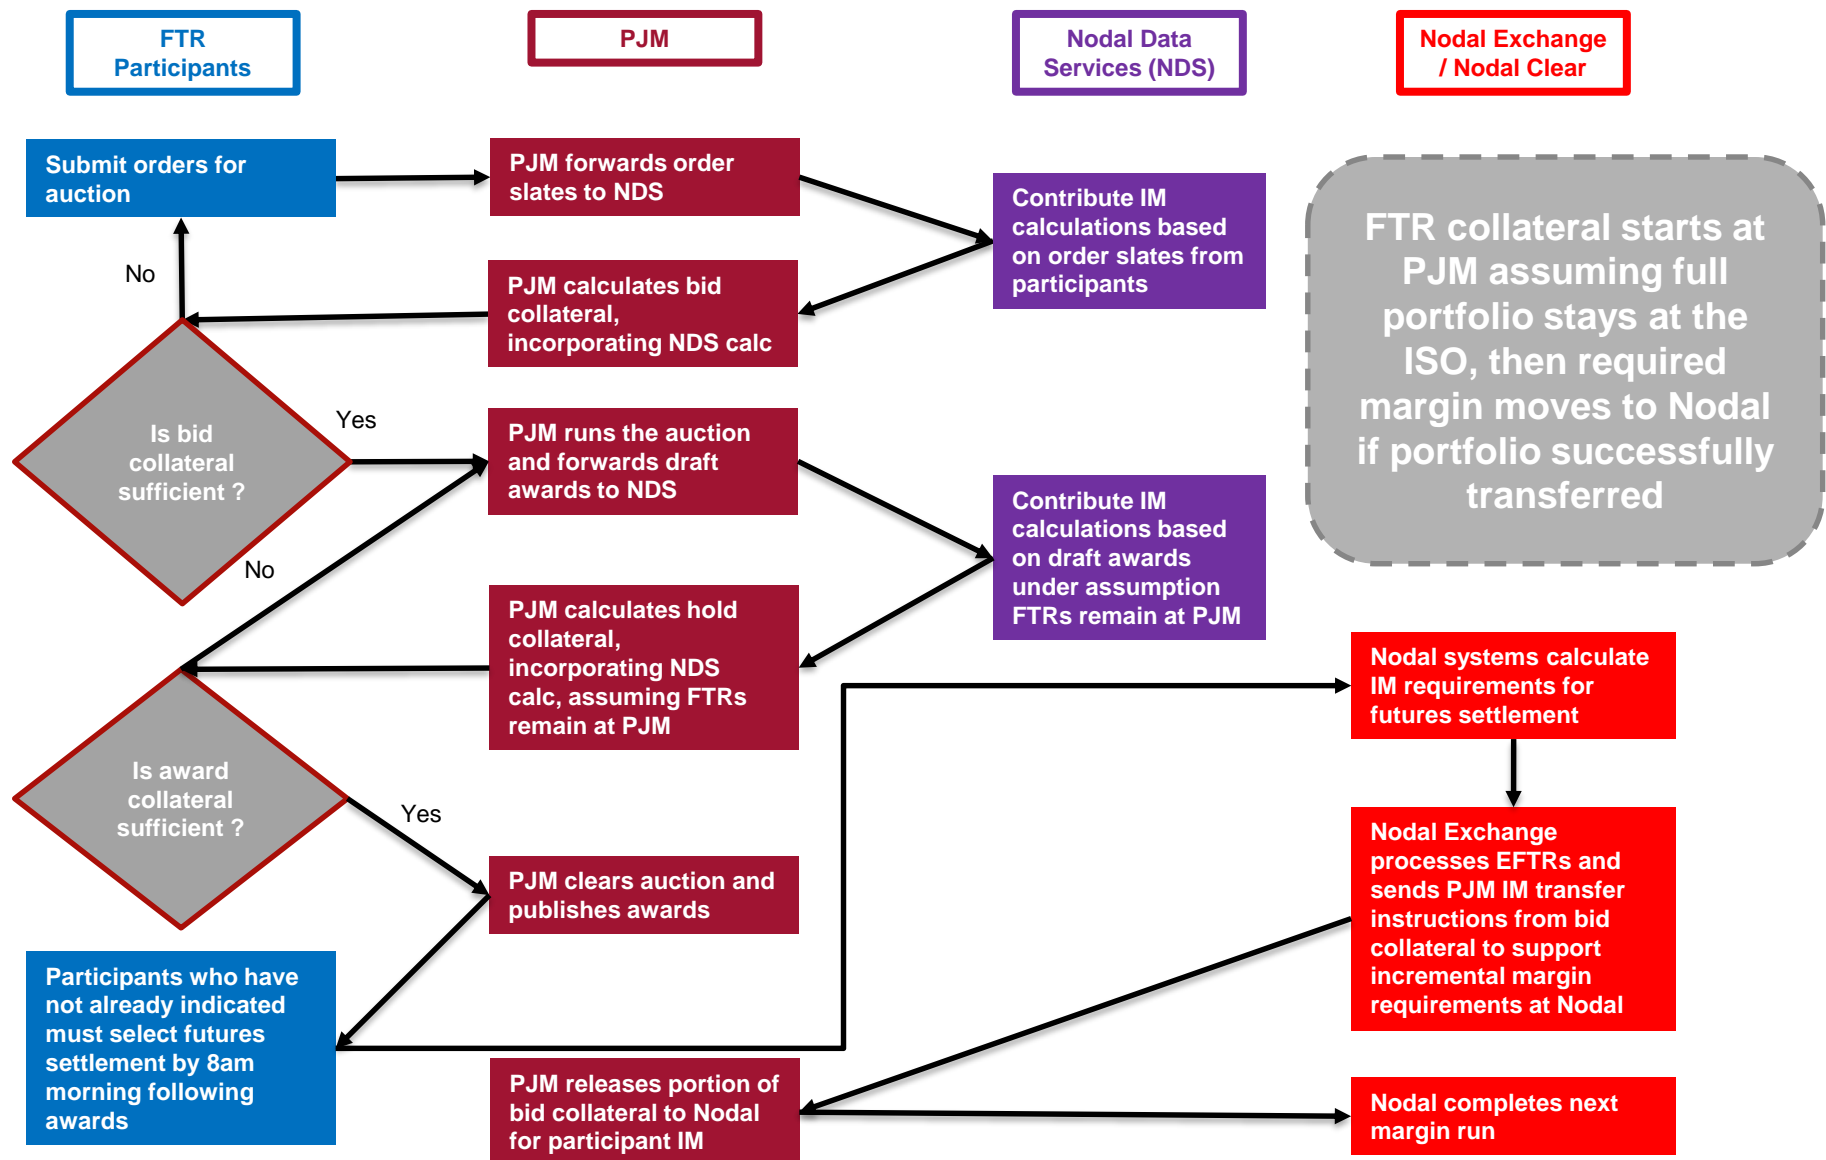 FTR
Participants
PJM
Nodal Data
Services (NDS)
Nodal Exchange
/ Nodal Clear
Submit orders for
auction
PJM forwards order
slates to NDS
Contribute IM
calculations based
on order slates from
participants
FTR collateral starts at
PJM assuming full
portfolio stays at the
ISO, then required
margin moves to Nodal
if portfolio successfully
transferred
No
PJM calculates bid
collateral,
incorporating NDS calc
Is bid
collateral
sufficient ?
Yes
PJM runs the auction
and forwards draft
awards to NDS
Contribute IM
calculations based
on draft awards
under assumption
FTRs remain at PJM
No
PJM calculates hold
collateral,
incorporating NDS
calc, assuming FTRs
remain at PJM
Nodal systems calculate
IM requirements for
futures settlement
Is award
collateral
sufficient ?
Yes
PJM clears auction and
publishes awards
Nodal Exchange
processes EFTRs and
sends PJM IM transfer
instructions from bid
collateral to support
incremental margin
requirements at Nodal
Participants who have
not already indicated
must select futures
settlement by 8am
morning following
awards
PJM releases portion of
bid collateral to Nodal
for participant IM
Nodal completes next
margin run